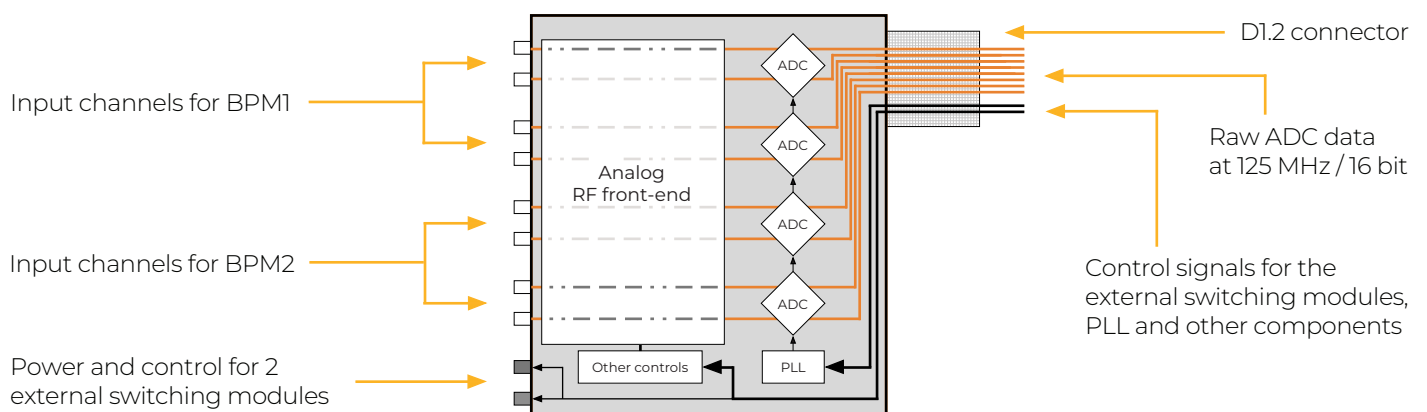 Input channels for BPM1
Input channels for BPM2
Power and control for 2
external switching modules
Analog
RF front-end
ADC
ADC
ADC
ADC
Other controls
PLL
D1.2 connector
Raw ADC data
at 125 MHz / 16 bit
Control signals for the
external switching modules,
PLL and other components